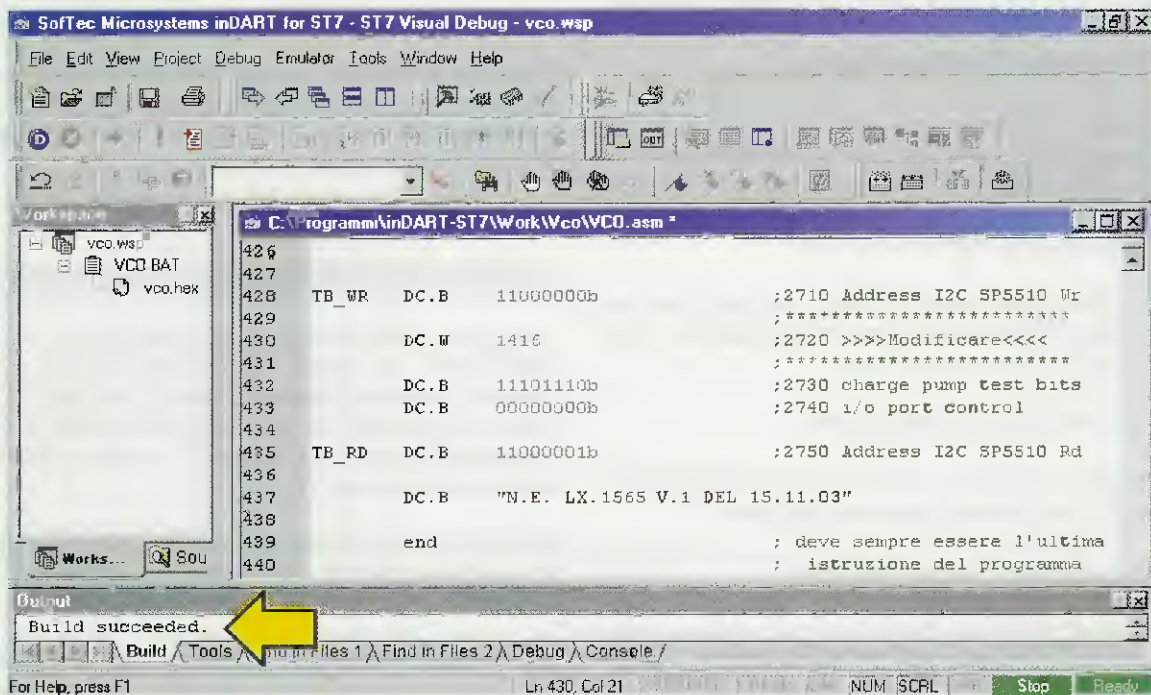 SofTec Microsystems inDART for ST7 - ST7 Visual Debug - vco.wsp
File Edit View Project Debug Emulator Tools Window Help
OUT
Workspace
vco.wsp
VCO.BAT
vco.hex
Works...
Sou
C:\Programmi\inDART-ST7\Work\Vco\VCO.asm *
426
427
428 TB_WR DC.B 11000000b ;2710 Address I2C SP5510 Wr
429 ;*************************
430 DC.W 1416 ;2720 >>>>Modificare<<<<
431 ;*************************
432 DC.B 11101110b ;2730 charge pump test bits
433 DC.B 00000000b ;2740 i/o port control
434
435 TB_RD DC.B 11000001b ;2750 Address I2C SP5510 Rd
436
437 DC.B "N.E. LX.1565 V.1 DEL 15.11.03"
438
439 end ; deve sempre essere l'ultima
440 ; istruzione del programma
Output
Build succeeded.
Build Tools Files 1 Find in Files 2 Debug Console
For Help, press F1 Ln 430, Col 21 NUM SCRL Stop Ready